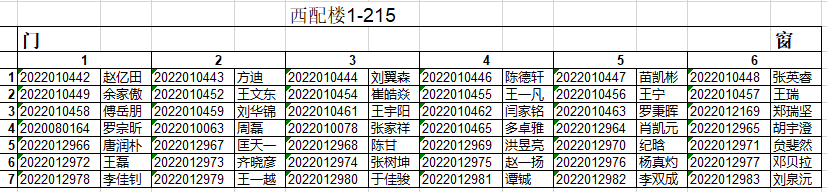 西配楼1-215
门 窗
1 2 3 4 5 6
1 2022010442 赵亿田 2022010443 方迪 2022010444 刘翼森 2022010446 陈德轩 2022010447 苗凯彬 2022010448 张英睿
2 2022010449 余家傲 2022010452 王文东 2022010454 崔皓焱 2022010455 王一凡 2022010456 王宁 2022010457 王瑞
3 2022010458 傅岳朋 2022010459 刘华锦 2022010461 王宇阳 2022010462 闫家铭 2022010463 罗秉晖 2022012169 郑瑞坚
4 2020080164 罗宗昕 2022010063 周磊 2022010078 张家祥 2022010465 多卓雅 2022012964 肖凯元 2022012965 胡宇澄
5 2022012966 唐润朴 2022012967 匡天一 2022012968 陈甘 2022012969 洪昱亮 2022012970 纪晗 2022012971 贠斐然
6 2022012972 王磊 2022012973 齐晓彦 2022012974 张树坤 2022012975 赵一扬 2022012976 杨真灼 2022012977 邓贝拉
7 2022012978 李佳钊 2022012979 王一越 2022012980 于佳骏 2022012981 谭铖 2022012982 李双成 2022012983 刘泉沅